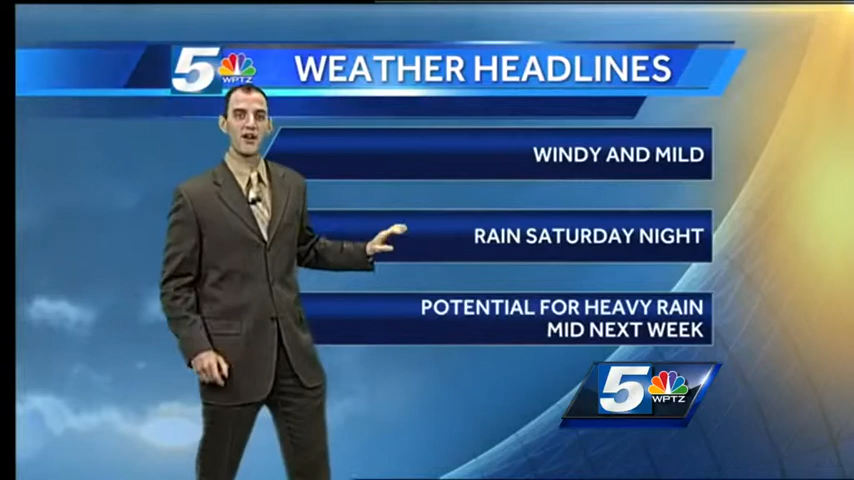 5
WPTZ
WEATHER HEADLINES
WINDY AND MILD
RAIN SATURDAY NIGHT
POTENTIAL FOR HEAVY RAIN
MID NEXT WEEK
5
WPTZ